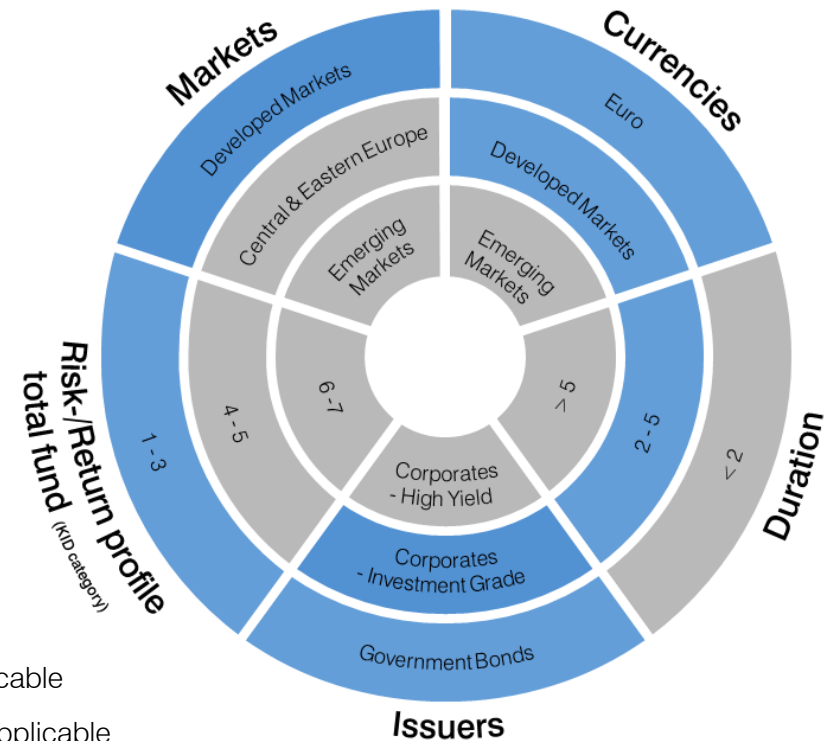 Markets
Currencies
Developed Markets
Euro
Central & Eastern Europe
Developed Markets
Emerging
Markets
Emerging
Markets
Risk-/Return profile
total fund (KID category)
1 - 3
4 - 5
6 - 7
> 5
2 - 5
< 2
Duration
Corporates
- High Yield
Corporates
- Investment Grade
Government Bonds
Issuers